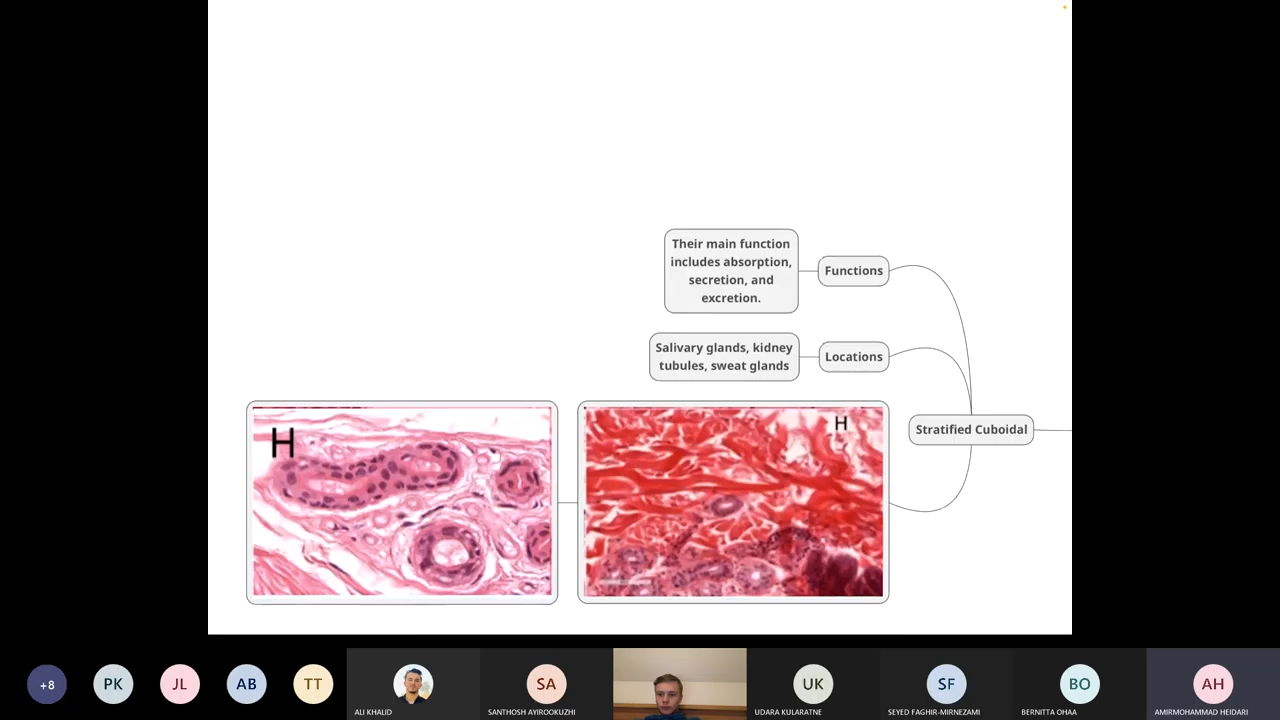 Their main function
includes absorption,
secretion, and
excretion.
Functions
Salivary glands, kidney
tubules, sweat glands
Locations
H
H
Stratified Cuboidal
+8
PK
JL
AB
TT
ALI KHALID
SA
SANTHOSH AYIROOKUZHI
UK
UDARA KULARATNE
SF
SEYED FAGHIR-MIRNEZAMI
BO
BERNITTA OHAA
AH
AMIRMOHAMMAD HEIDARI